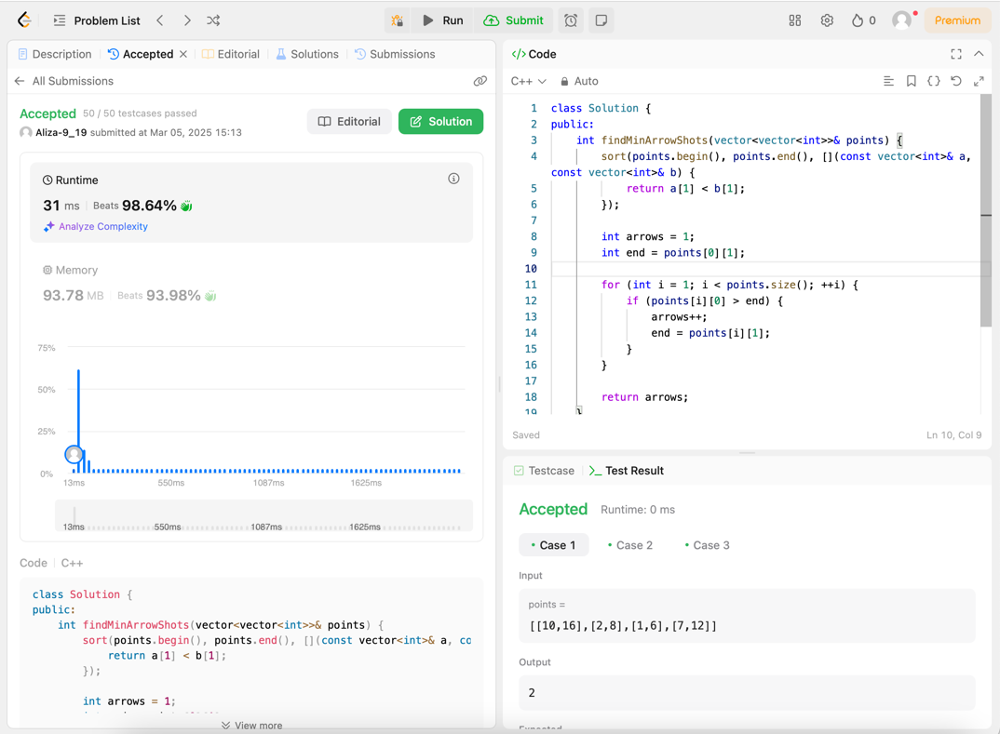 Problem List
Run
Submit
0
Premium
Description
Accepted
Editorial
Solutions
Submissions
All Submissions
Accepted 50 / 50 testcases passed
Aliza-9_19 submitted at Mar 05, 2025 15:13
Editorial
Solution
Runtime
31 ms Beats 98.64%
Analyze Complexity
Memory
93.78 MB Beats 93.98%
75%
50%
25%
0%
13ms 550ms 1087ms 1625ms
13ms 550ms 1087ms 1625ms
Code C++
class Solution {
public:
int findMinArrowShots(vector<vector<int>>& points) {
sort(points.begin(), points.end(), [](const vector<int>& a, co
return a[1] < b[1];
});
int arrows = 1;
View more
</> Code
C++ Auto
1 class Solution {
2 public:
3 int findMinArrowShots(vector<vector<int>>& points) {
4 sort(points.begin(), points.end(), [](const vector<int>& a,
const vector<int>& b) {
5 return a[1] < b[1];
6 });
7
8 int arrows = 1;
9 int end = points[0][1];
10
11 for (int i = 1; i < points.size(); ++i) {
12 if (points[i][0] > end) {
13 arrows++;
14 end = points[i][1];
15 }
16 }
17
18 return arrows;
19 }
Saved
Ln 10, Col 9
Testcase
>_ Test Result
Accepted Runtime: 0 ms
Case 1
Case 2
Case 3
Input
points =
[[10,16],[2,8],[1,6],[7,12]]
Output
2
Expected